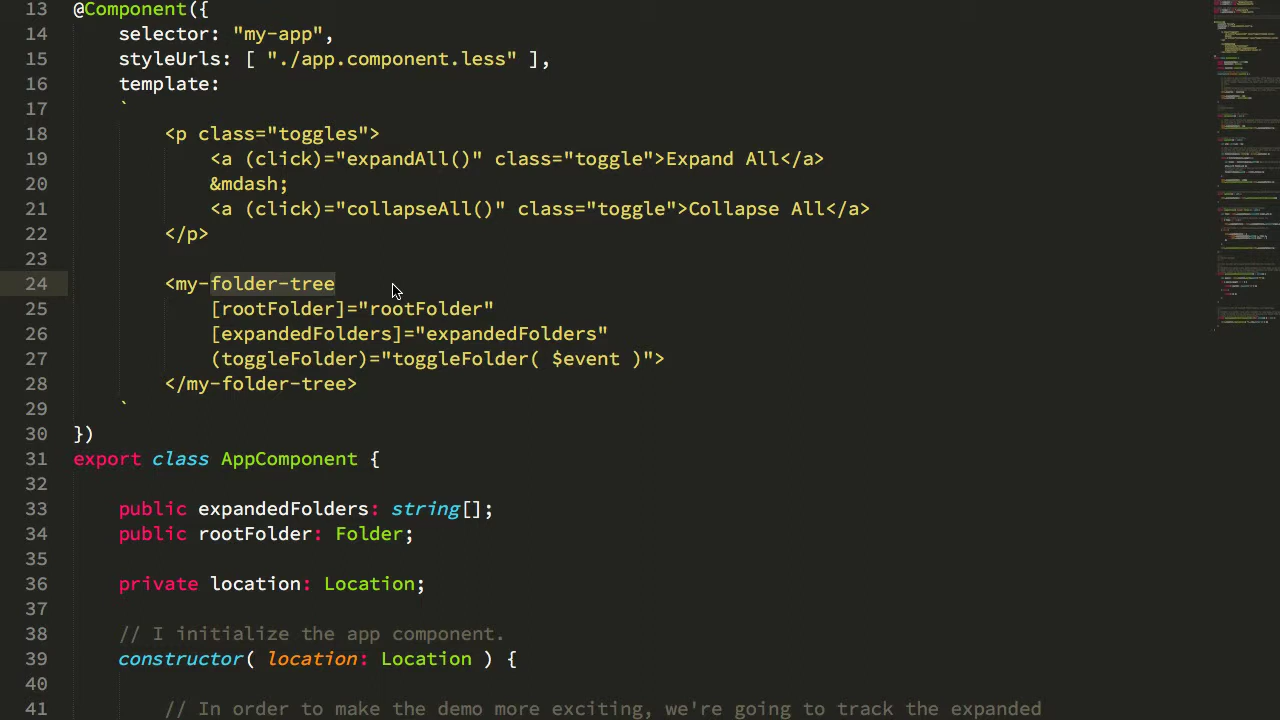 13 @Component({
14 selector: "my-app",
15 styleUrls: [ "./app.component.less" ],
16 template:
17 `
18 <p class="toggles">
19 <a (click)="expandAll()" class="toggle">Expand All</a>
20 &mdash;
21 <a (click)="collapseAll()" class="toggle">Collapse All</a>
22 </p>
23
24 <my-folder-tree
25 [rootFolder]="rootFolder"
26 [expandedFolders]="expandedFolders"
27 (toggleFolder)="toggleFolder( $event )">
28 </my-folder-tree>
29 `
30 })
31 export class AppComponent {
32
33 public expandedFolders: string[];
34 public rootFolder: Folder;
35
36 private location: Location;
37
38 // I initialize the app component.
39 constructor( location: Location ) {
40
41 // In order to make the demo more exciting, we're going to track the expanded